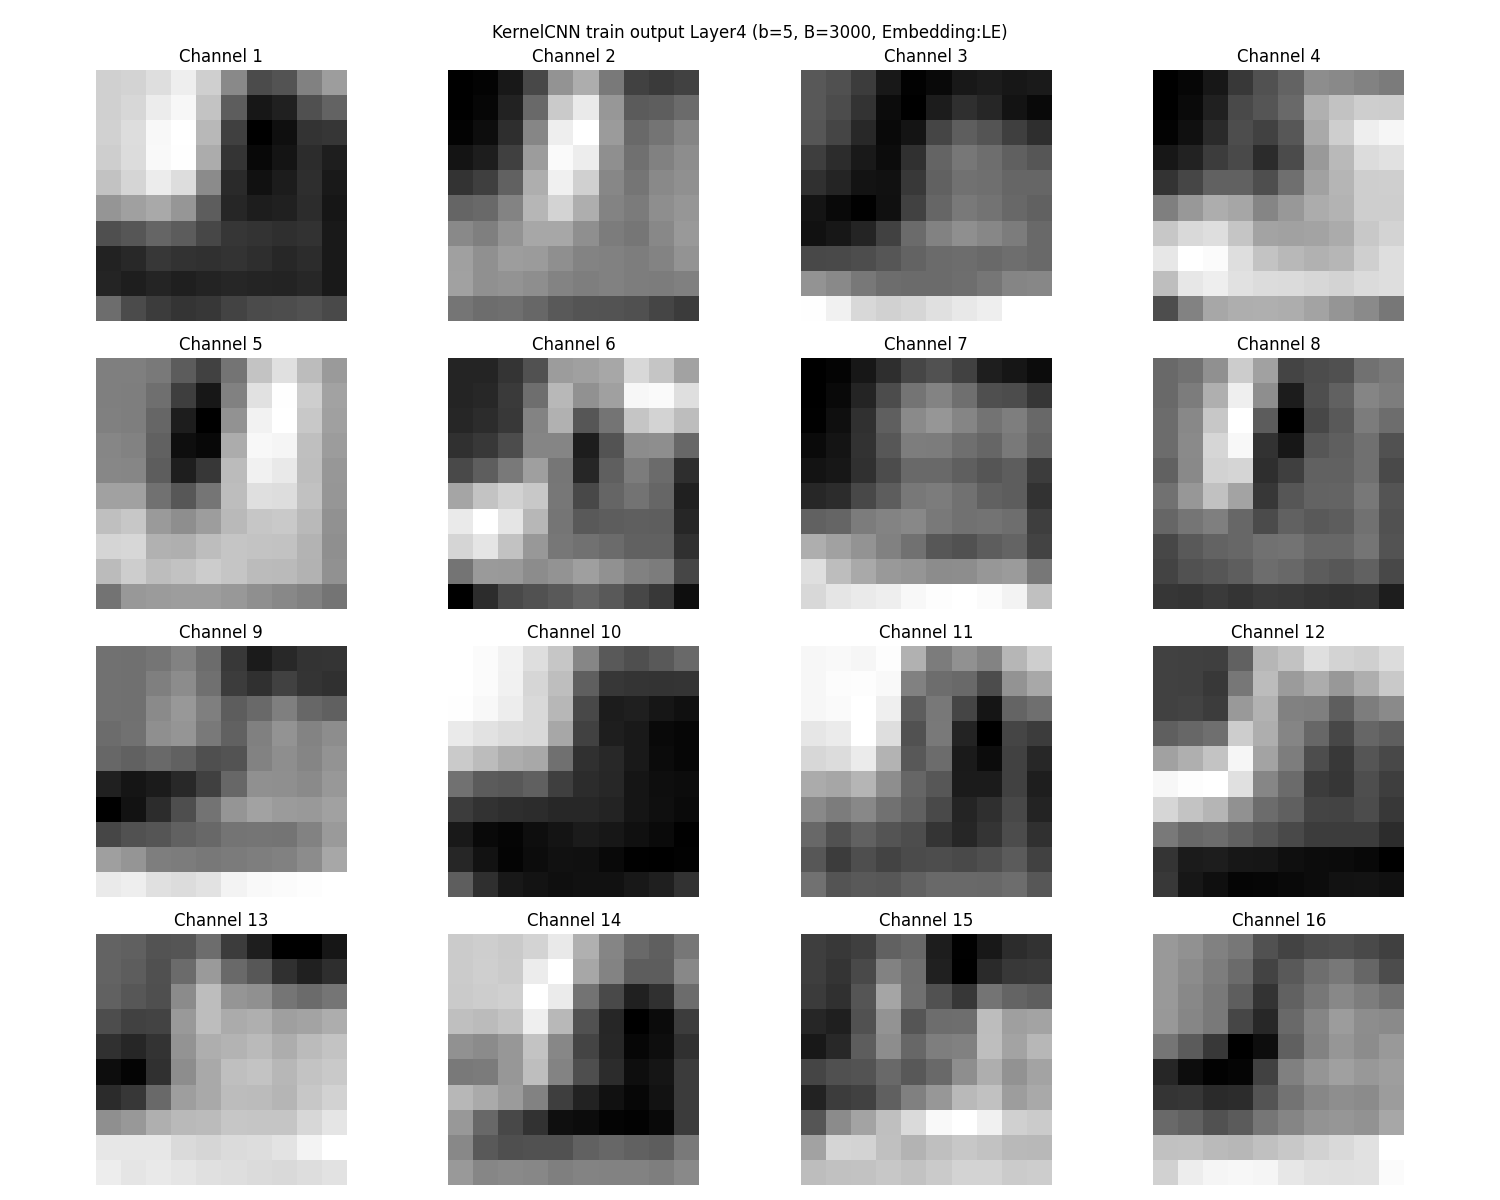 KernelCNN train output Layer4 (b=5, B=3000, Embedding:LE)
Channel 1
Channel 2
Channel 3
Channel 4
Channel 5
Channel 6
Channel 7
Channel 8
Channel 9
Channel 10
Channel 11
Channel 12
Channel 13
Channel 14
Channel 15
Channel 16